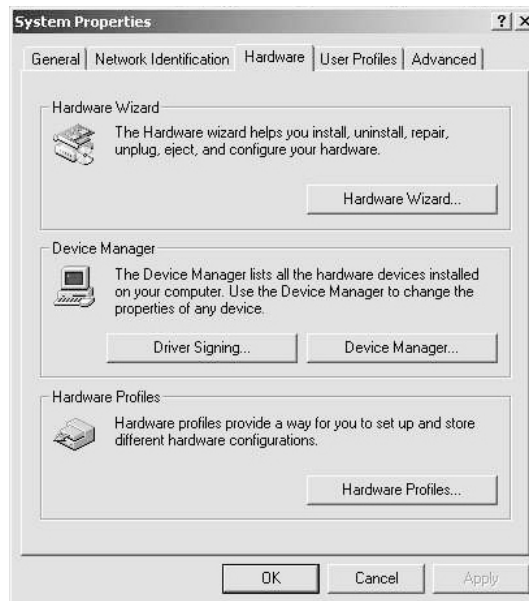 System Properties
General Network Identification Hardware User Profiles Advanced
Hardware Wizard
The Hardware wizard helps you install, uninstall, repair,
unplug, eject, and configure your hardware.
Hardware Wizard...
Device Manager
The Device Manager lists all the hardware devices installed
on your computer. Use the Device Manager to change the
properties of any device.
Driver Signing... Device Manager...
Hardware Profiles
Hardware profiles provide a way for you to set up and store
different hardware configurations.
Hardware Profiles...
OK Cancel Apply